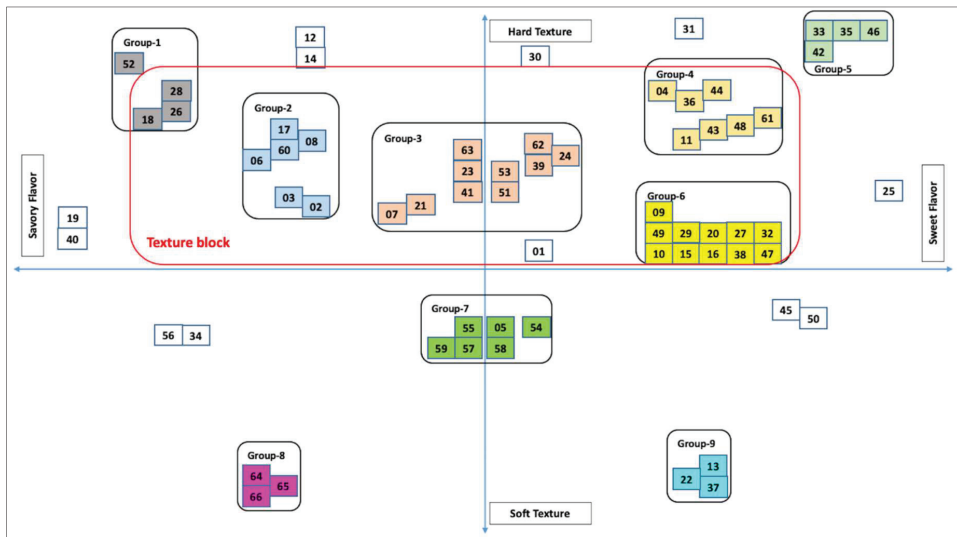 12
14
Hard Texture
30
31
33 35 46
42
Group-5
Group-1
52
28
26
18
Group-2
17
08
60
06
03
02
Group-3
63
23
41
21
07
53
51
62
39
24
Group-4
04
36
44
11
43
48
61
Group-6
09
49 29 20 27 32
10 15 16 38 47
25
Savory Flavor
Sweet Flavor
19
40
Texture block
01
56 34
Group-7
55 05 54
59 57 58
45
50
Group-8
64
65
66
Group-9
13
22
37
Soft Texture